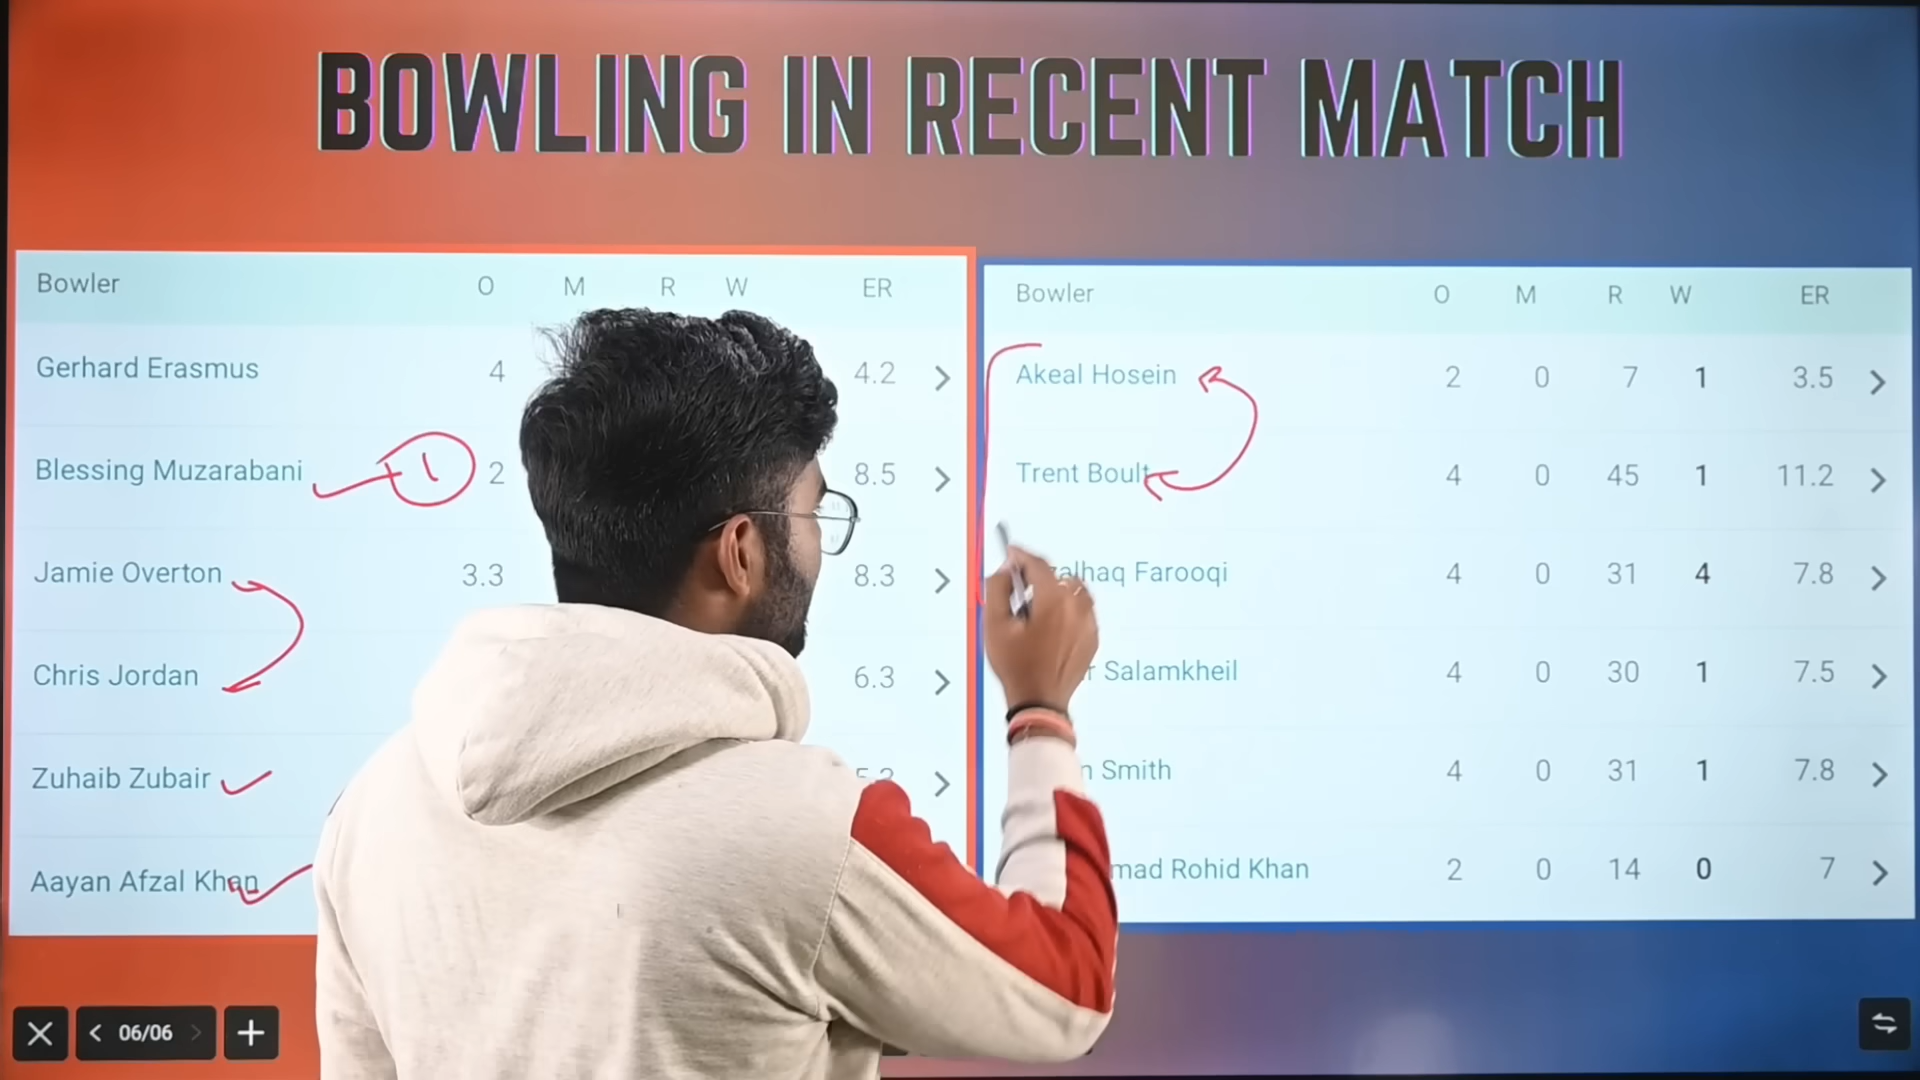 BOWLING IN RECENT MATCH
Bowler O M R W ER
Gerhard Erasmus 4 4.2
Blessing Muzarabani 1 2 8.5
Jamie Overton 3.3 8.3
Chris Jordan 6.3
Zuhaib Zubair
Aayan Afzal Khan
Bowler O M R W ER
Akeal Hosein 2 0 7 1 3.5
Trent Boult 4 0 45 1 11.2
Farooqi 4 0 31 4 7.8
Salamkheil 4 0 30 1 7.5
Smith 4 0 31 1 7.8
Rohid Khan 2 0 14 0 7
06/06